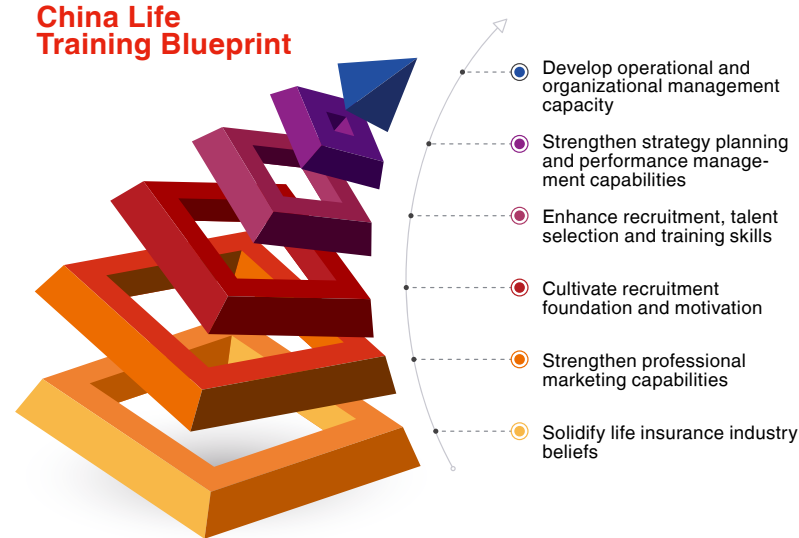 China Life
Training Blueprint
Develop operational and
organizational management
capacity
Strengthen strategy planning
and performance manage-
ment capabilities
Enhance recruitment, talent
selection and training skills
Cultivate recruitment
foundation and motivation
Strengthen professional
marketing capabilities
Solidify life insurance industry
beliefs